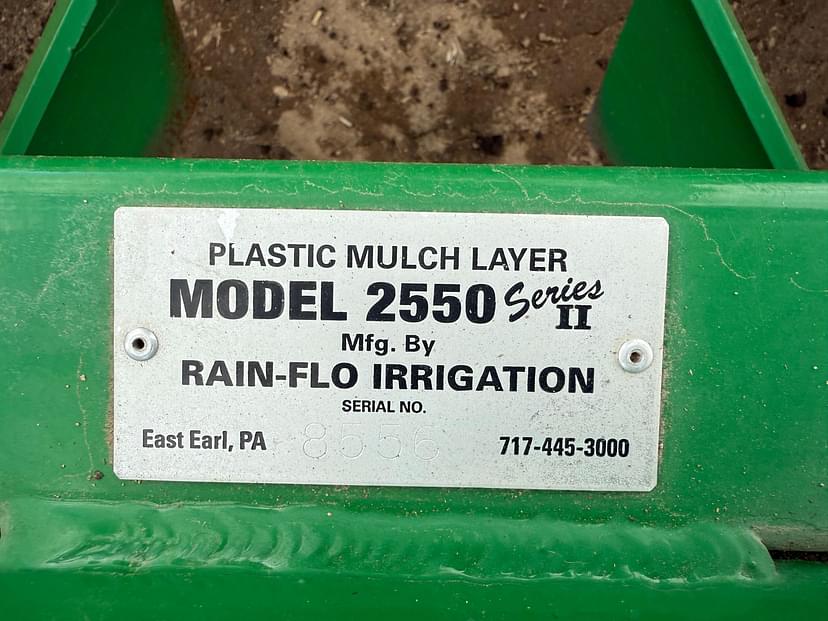 PLASTIC MULCH LAYER
MODEL 2550 Series II
Mfg. By
RAIN-FLO IRRIGATION
SERIAL NO.
East Earl, PA 8556 717-445-3000